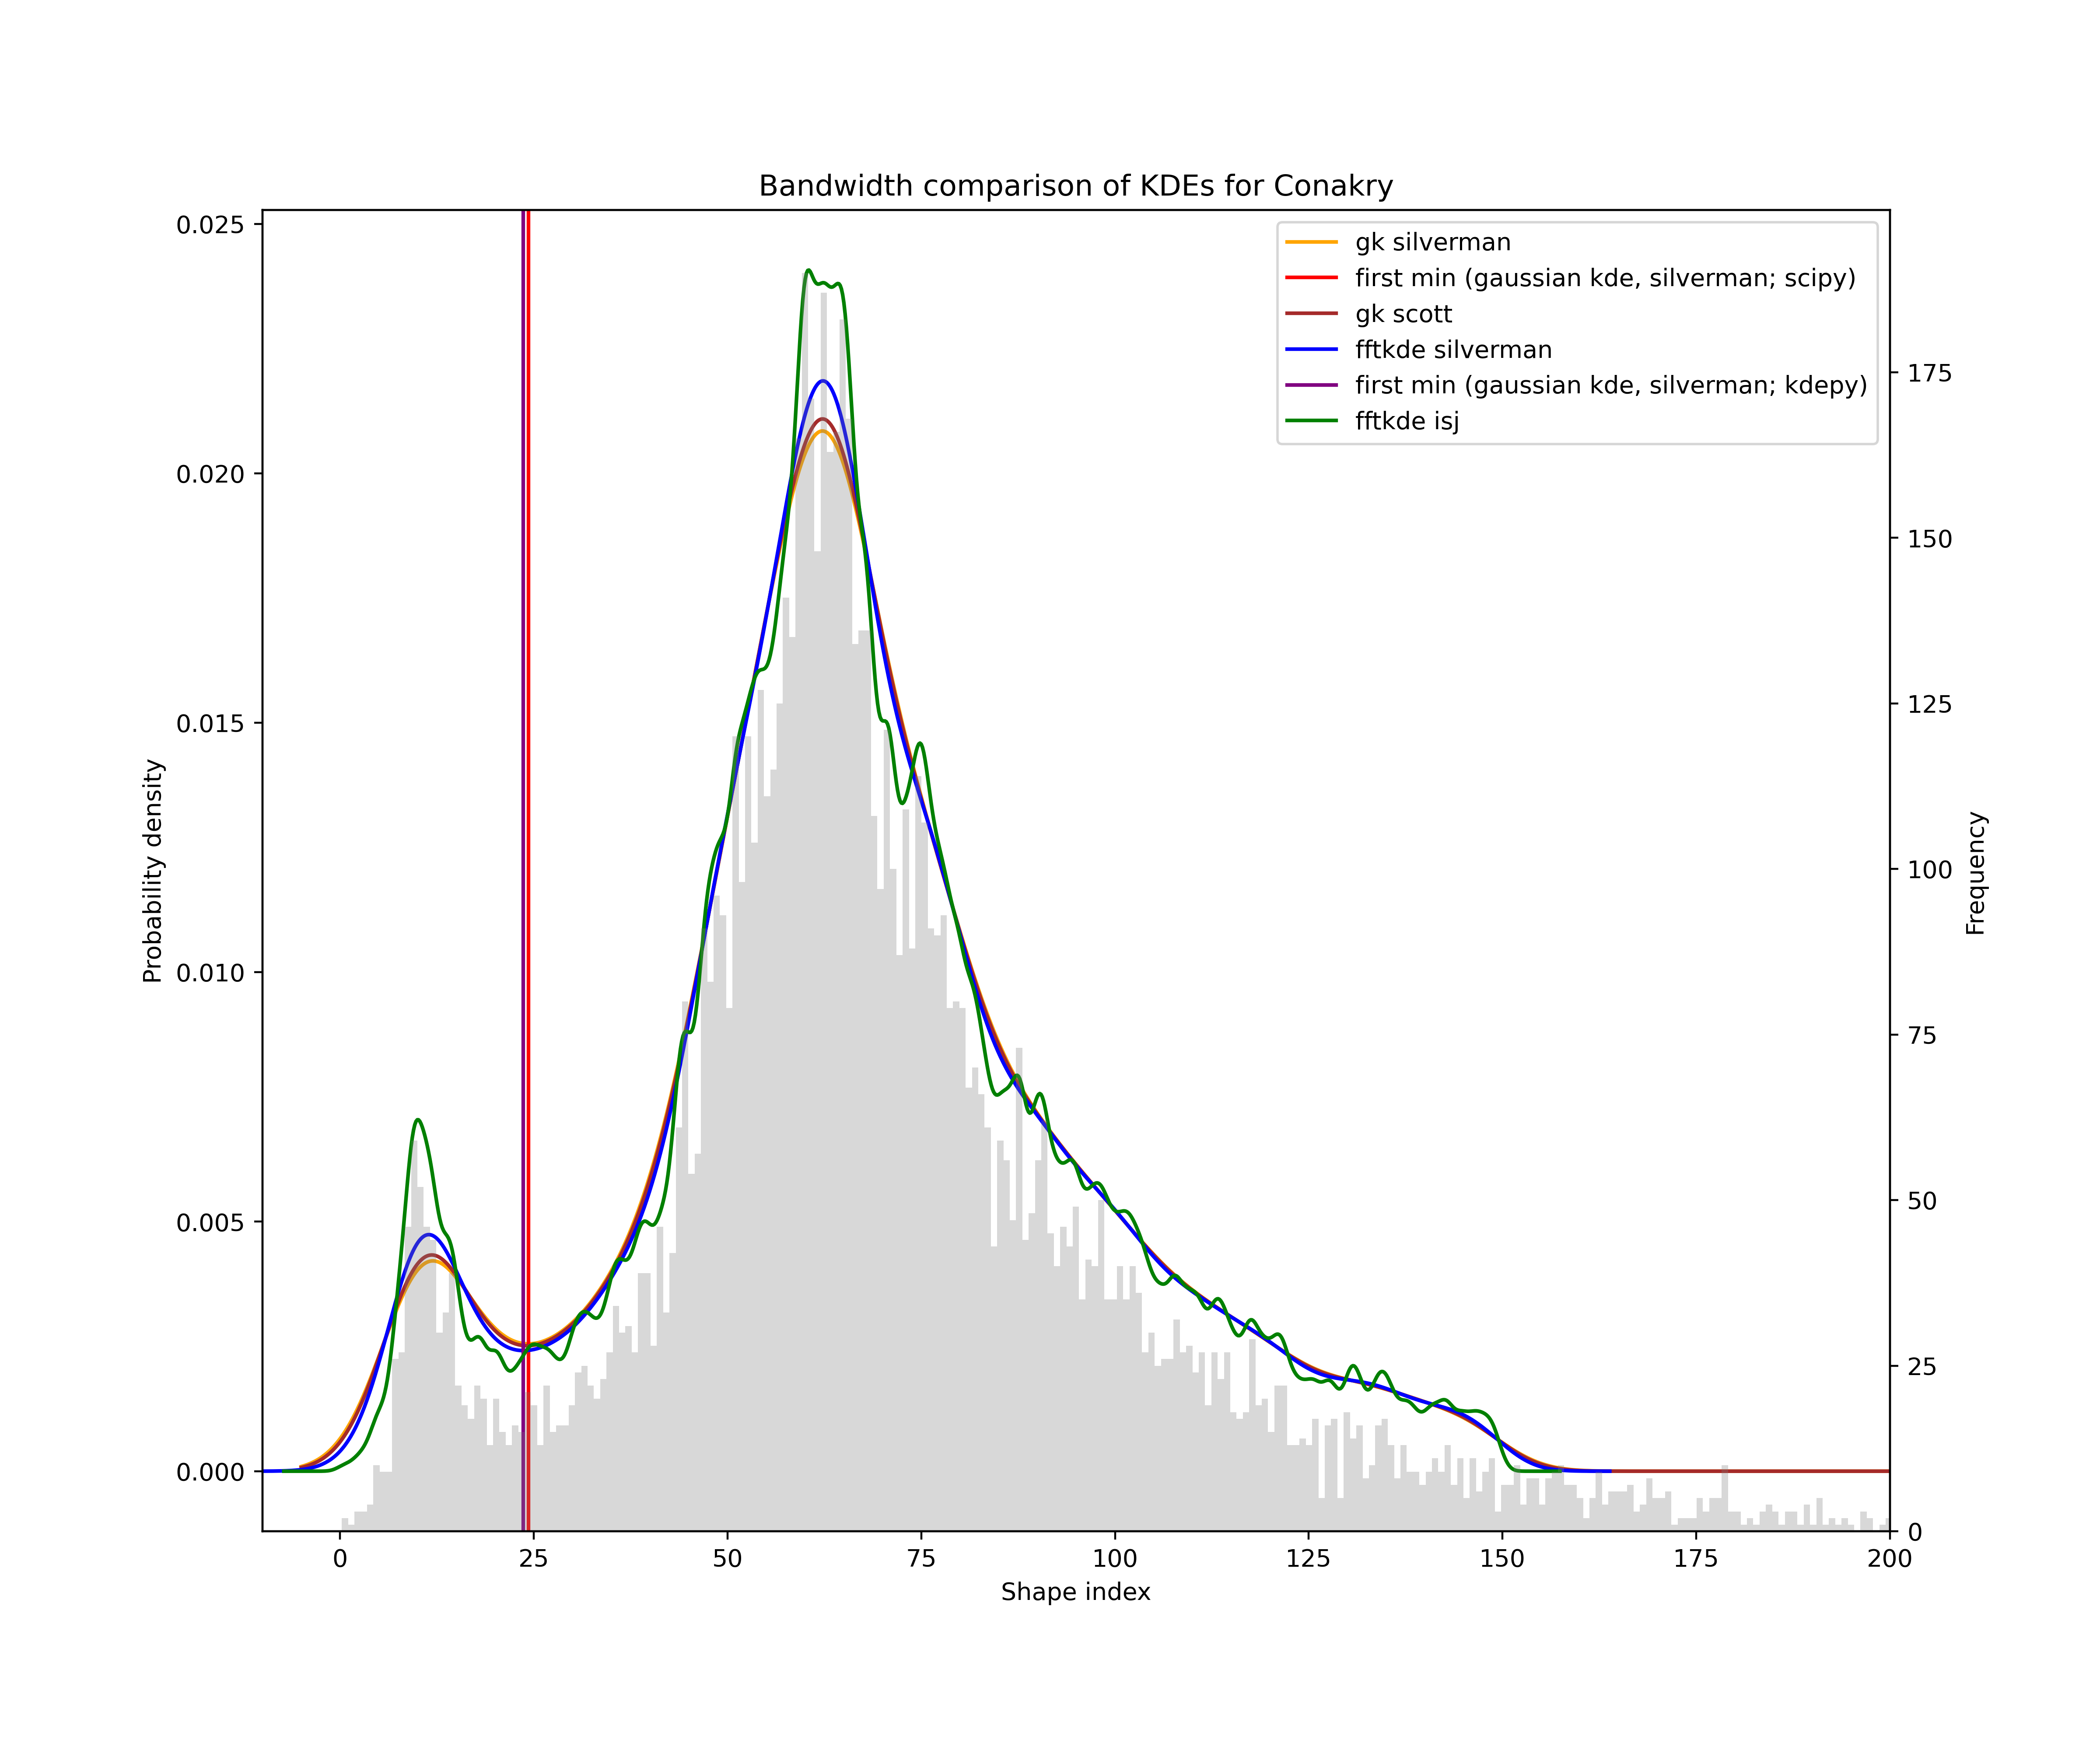 Bandwidth comparison of KDEs for Conakry
gk silverman
first min (gaussian kde, silverman; scipy)
gk scott
fftkde silverman
first min (gaussian kde, silverman; kdepy)
fftkde isj
0.025
0.020
0.015
0.010
0.005
0.000
Probability density
175
150
125
100
75
50
25
0
Frequency
0 25 50 75 100 125 150 175 200
Shape index